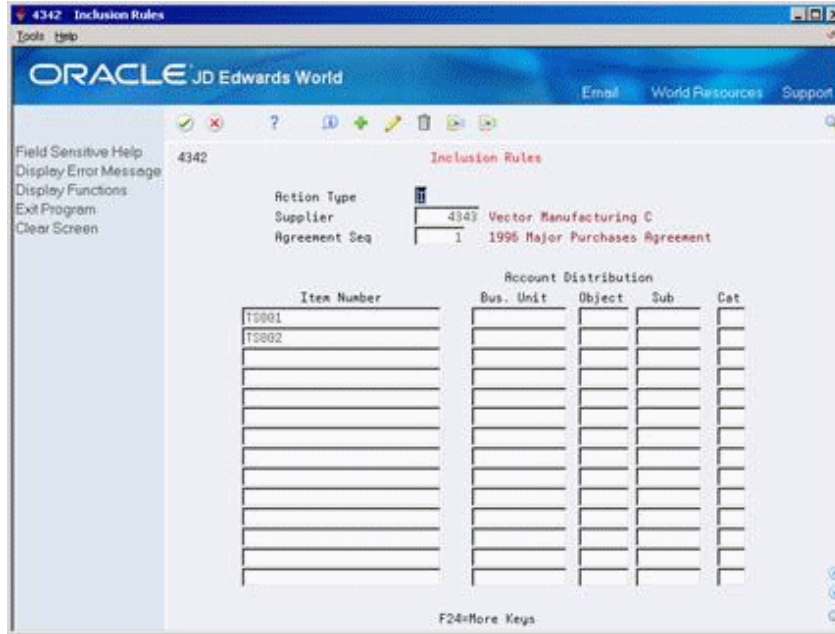 4342 Inclusion Rules
Tools Help
ORACLE JD Edwards World
Email World Resources Support
Field Sensitive Help
Display Error Message
Display Functions
Exit Program
Clear Screen
4342 Inclusion Rules
Action Type I
Supplier 4343 Vector Manufacturing C
Agreement Seq 1 1996 Major Purchases Agreement
Account Distribution
Item Number Bus. Unit Object Sub Cat
TS001
TS002
F24=More Keys